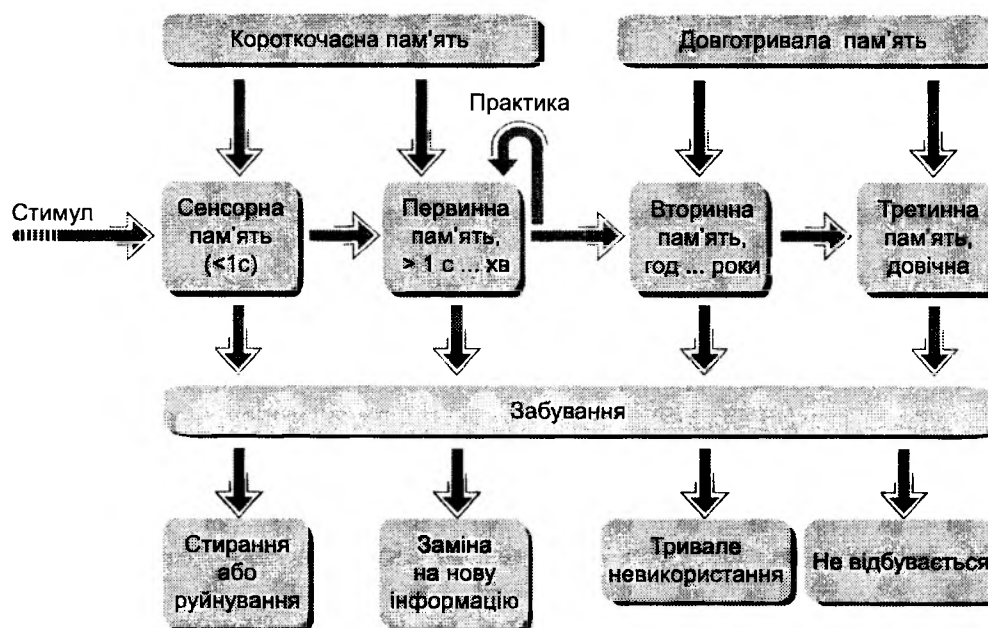 Короткочасна пам'ять
Довготривала пам'ять
Практика
Стимул
Сенсорна
пам'ять
(<1с)
Первинна
пам'ять,
> 1 с ... хв
Вторинна
пам'ять,
год ... роки
Третинна
пам'ять,
довічна
Забування
Стирання
або
руйнування
Заміна
на нову
інформацію
Тривале
невикористання
Не відбувається